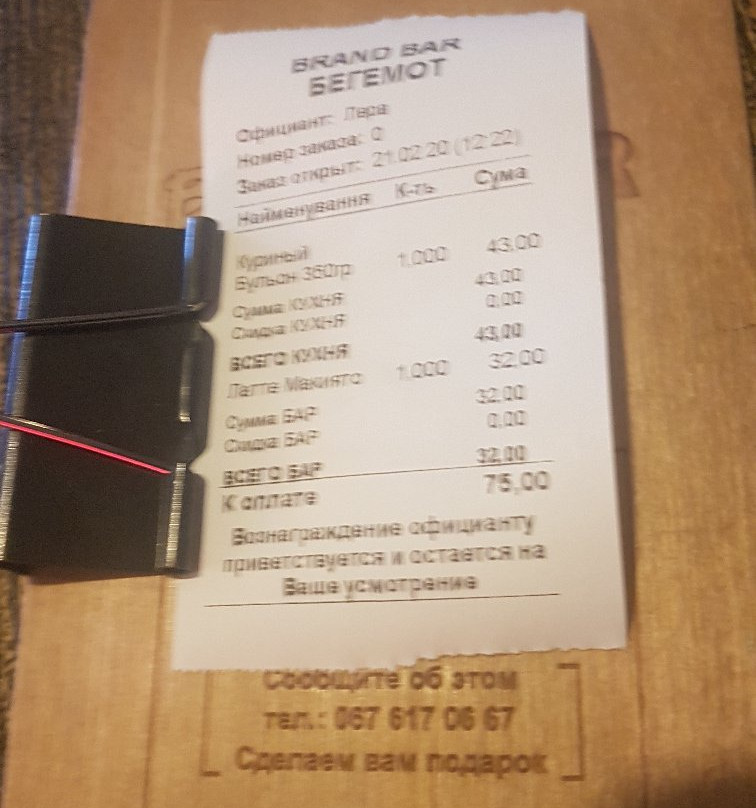 BRAND BAR
БЕГЕМОТ
Официант: Лера
Номер заказа: 0
Заказ открыт: 21.02.20 (12:22)
Найменування К-ть Сума
Куриный
Бульон 350гр 1,000 43,00
Сумма КУХНЯ 43,00
Скидка КУХНЯ 0,00
ВСЕГО КУХНЯ 43,00
Латте Макиято 1,000 32,00
Сумма БАР 32,00
Скидка БАР 0,00
ВСЕГО БАР 32,00
К оплате 75,00
Вознаграждение официанту
приветствуется и остается на
Ваше усмотрение
Сообщите об этом
тел.: 067 617 06 67
Сделаем вам подарок